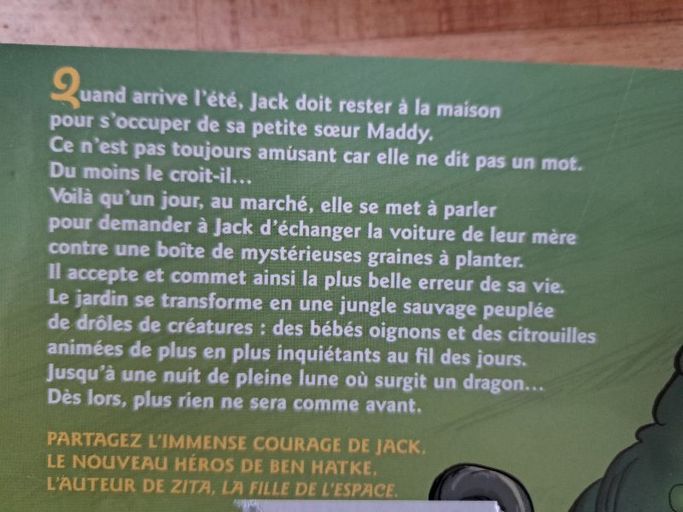 Quand arrive l'été, Jack doit rester à la maison
pour s'occuper de sa petite sœur Maddy.
Ce n'est pas toujours amusant car elle ne dit pas un mot.
Du moins le croit-il...
Voilà qu'un jour, au marché, elle se met à parler
pour demander à Jack d'échanger la voiture de leur mère
contre une boîte de mystérieuses graines à planter.
Il accepte et commet ainsi la plus belle erreur de sa vie.
Le jardin se transforme en une jungle sauvage peuplée
de drôles de créatures : des bébés oignons et des citrouilles
animées de plus en plus inquiétants au fil des jours.
Jusqu'à une nuit de pleine lune où surgit un dragon...
Dès lors, plus rien ne sera comme avant.
PARTAGEZ L'IMMENSE COURAGE DE JACK,
LE NOUVEAU HÉROS DE BEN HATKE,
L'AUTEUR DE ZITA, LA FILLE DE L'ESPACE.